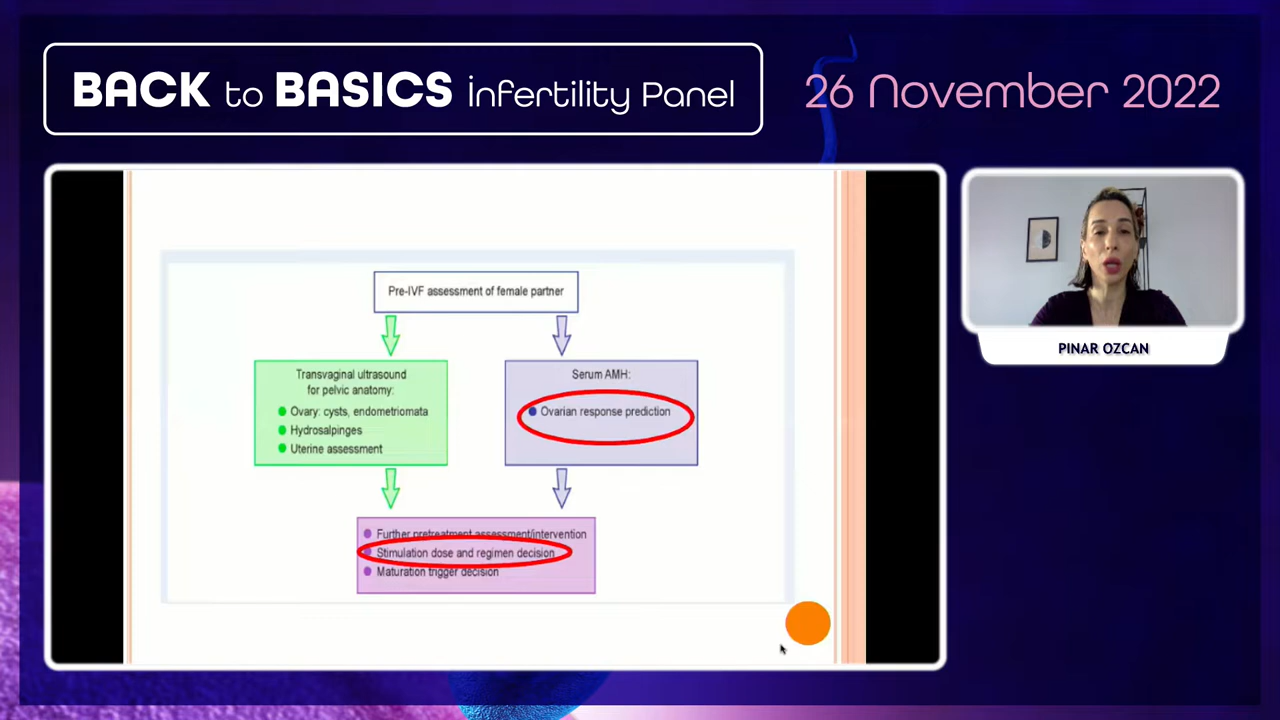 BACK to BASICS infertility Panel
26 November 2022
Pre-IVF assessment of female partner
Transvaginal ultrasound
for pelvic anatomy:
Ovary: cysts, endometriomata
Hydrosalpinges
Uterine assessment
Serum AMH:
Ovarian response prediction
Further pretreatment assessment/intervention
Stimulation dose and regimen decision
Maturation trigger decision
PINAR OZCAN